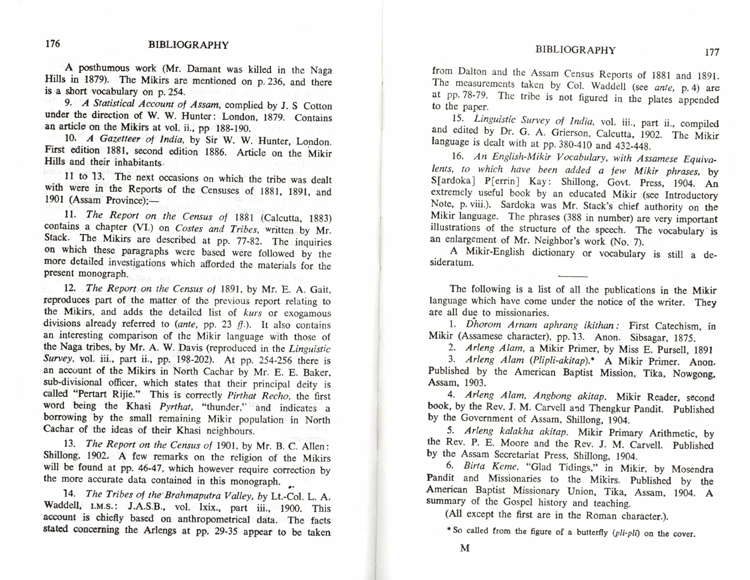 176
BIBLIOGRAPHY
A posthumous work (Mr. Damant was killed in the Naga
Hills in 1879). The Mikirs are mentioned on p. 236, and there
is a short vocabulary on p. 254.
9. A Statistical Account of Assam, complied by J. S Cotton
under the direction of W. W. Hunter: London, 1879. Contains
an article on the Mikirs at vol. ii., pp 188-190.
10. A Gazetteer of India, by Sir W. W. Hunter, London.
First edition 1881, second edition 1886. Article on the Mikir
Hills and their inhabitants.
11 to 13. The next occasions on which the tribe was dealt
with were in the Reports of the Censuses of 1881, 1891, and
1901 (Assam Province);—
11. The Report on the Census of 1881 (Calcutta, 1883)
contains a chapter (VI.) on Costes and Tribes, written by Mr.
Stack. The Mikirs are described at pp. 77-82. The inquiries
on which these paragraphs were based were followed by the
more detailed investigations which afforded the materials for the
present monograph.
12. The Report on the Census of 1891, by Mr. E. A. Gait,
reproduces part of the matter of the previous report relating to
the Mikirs, and adds the detailed list of kurs or exogamous
divisions already referred to (ante, pp. 23 ff.). It also contains
an interesting comparison of the Mikir language with those of
the Naga tribes, by Mr. A. W. Davis (reproduced in the Linguistic
Survey, vol. iii., part ii., pp. 198-202). At pp. 254-256 there is
an account of the Mikirs in North Cachar by Mr. E. E. Baker,
sub-divisional officer, which states that their principal deity is
called "Pertart Rijie." This is correctly Pirthat Recho, the first
word being the Khasi Pyrthat, "thunder," and indicates a
borrowing by the small remaining Mikir population in North
Cachar of the ideas of their Khasi neighbours.
13. The Report on the Census of 1901, by Mr. B. C. Allen:
Shillong, 1902. A few remarks on the religion of the Mikirs
will be found at pp. 46-47, which however require correction by
the more accurate data contained in this monograph.
14. The Tribes of the Brahmaputra Valley, by Lt.-Col. L. A.
Waddell, I.M.S.: J.A.S.B., vol. lxix., part iii., 1900. This
account is chiefly based on anthropometrical data. The facts
stated concerning the Arlengs at pp. 29-35 appear to be taken
BIBLIOGRAPHY
177
from Dalton and the Assam Census Reports of 1881 and 1891.
The measurements taken by Col. Waddell (see ante, p. 4) are
at pp. 78-79. The tribe is not figured in the plates appended
to the paper.
15. Linguistic Survey of India, vol. iii., part ii., compiled
and edited by Dr. G. A. Grierson, Calcutta, 1902. The Mikir
language is dealt with at pp. 380-410 and 432-448.
16. An English-Mikir Vocabulary, with Assamese Equiva-
lents, to which have been added a few Mikir phrases, by
S[ardoka] P[errin] Kay: Shillong, Govt. Press, 1904. An
extremely useful book by an educated Mikir (see Introductory
Note, p. viii.). Sardoka was Mr. Stack's chief authority on the
Mikir language. The phrases (388 in number) are very important
illustrations of the structure of the speech. The vocabulary is
an enlargement of Mr. Neighbor's work (No. 7).
A Mikir-English dictionary or vocabulary is still a de-
sideratum.
The following is a list of all the publications in the Mikir
language which have come under the notice of the writer. They
are all due to missionaries.
1. Dhorom Arnam aphrang ikithan: First Catechism, in
Mikir (Assamese character), pp. 13. Anon. Sibsagar, 1875.
2. Arleng Alam, a Mikir Primer, by Miss E. Pursell, 1891
3. Arleng Alam (Plipli-akitap).* A Mikir Primer. Anon.
Published by the American Baptist Mission, Tika, Nowgong,
Assam, 1903.
4. Arleng Alam, Angbong akitap. Mikir Reader, second
book, by the Rev. J. M. Carvell and Thengkur Pandit. Published
by the Government of Assam, Shillong, 1904.
5. Arleng kalakha akitap. Mikir Primary Arithmetic, by
the Rev. P. E. Moore and the Rev. J. M. Carvell. Published
by the Assam Secretariat Press, Shillong, 1904.
6. Birta Keme, "Glad Tidings," in Mikir, by Mosendra
Pandit and Missionaries to the Mikirs. Published by the
American Baptist Missionary Union, Tika, Assam, 1904. A
summary of the Gospel history and teaching.
(All except the first are in the Roman character.).
* So called from the figure of a butterfly (pli-pli) on the cover.
M